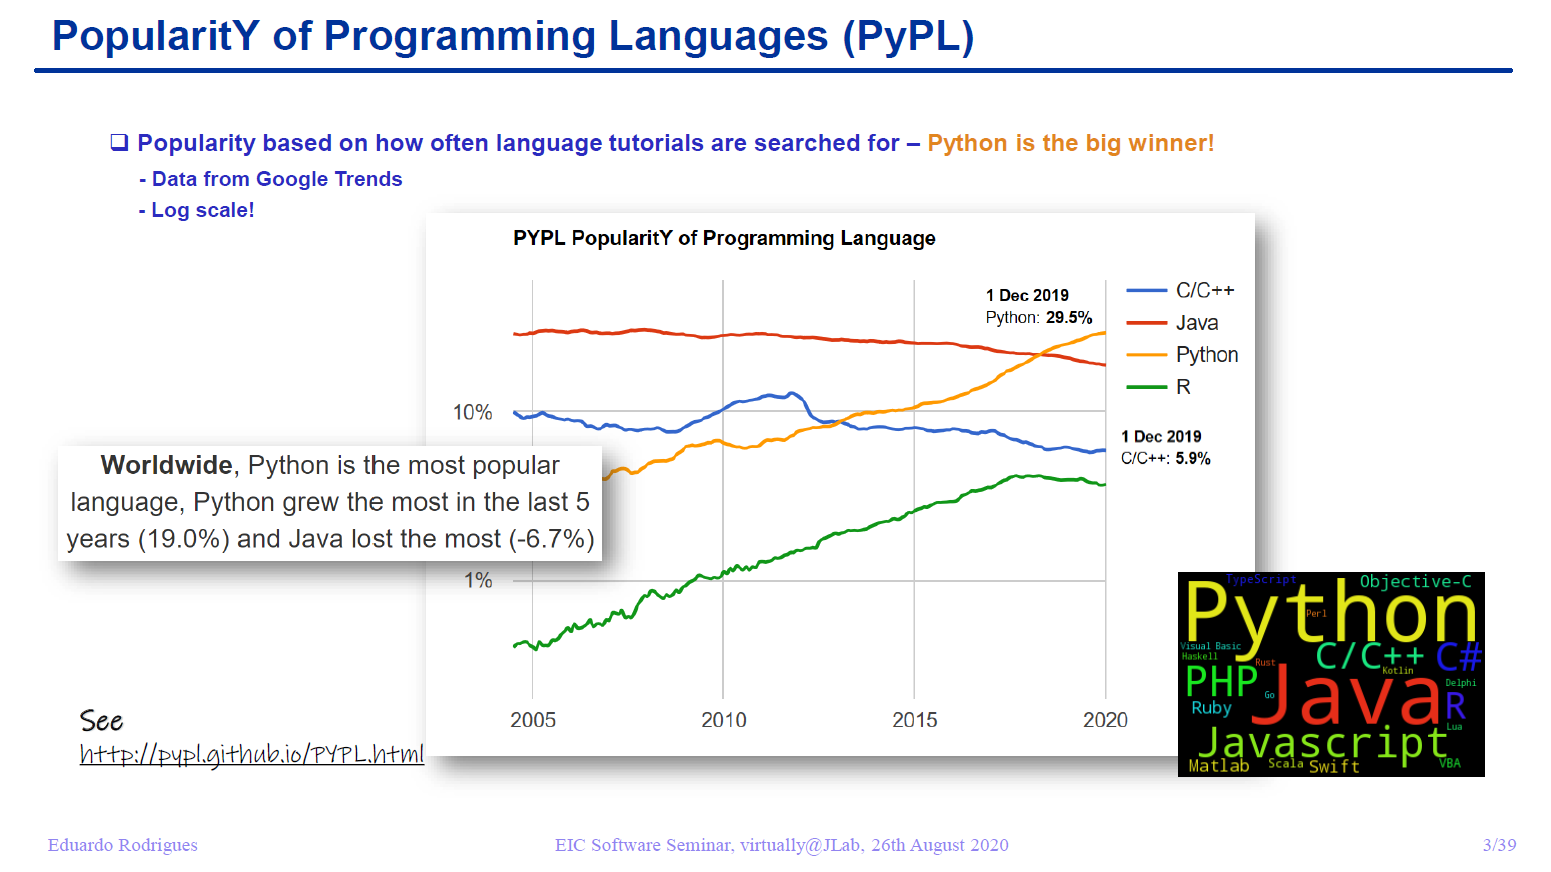 PopularitY of Programming Languages (PyPL)
❑ Popularity based on how often language tutorials are searched for – Python is the big winner!
- Data from Google Trends
- Log scale!
PYPL PopularitY of Programming Language
1 Dec 2019
Python: 29.5%
C/C++
Java
Python
R
10%
1 Dec 2019
C/C++: 5.9%
Worldwide, Python is the most popular
language, Python grew the most in the last 5
years (19.0%) and Java lost the most (-6.7%)
1%
2005 2010 2015 2020
See
http://pypl.github.io/PYPL.html
TypeScript
Objective-C
Python
Perl
Visual Basic
Haskell
C/C++
C#
Rust
Kotlin
PHP
Go
Java
Delphi
R
Ruby
Lua
Javascript
Matlab
Scala
Swift
VBA
Eduardo Rodrigues
EIC Software Seminar, virtually@JLab, 26th August 2020
3/39